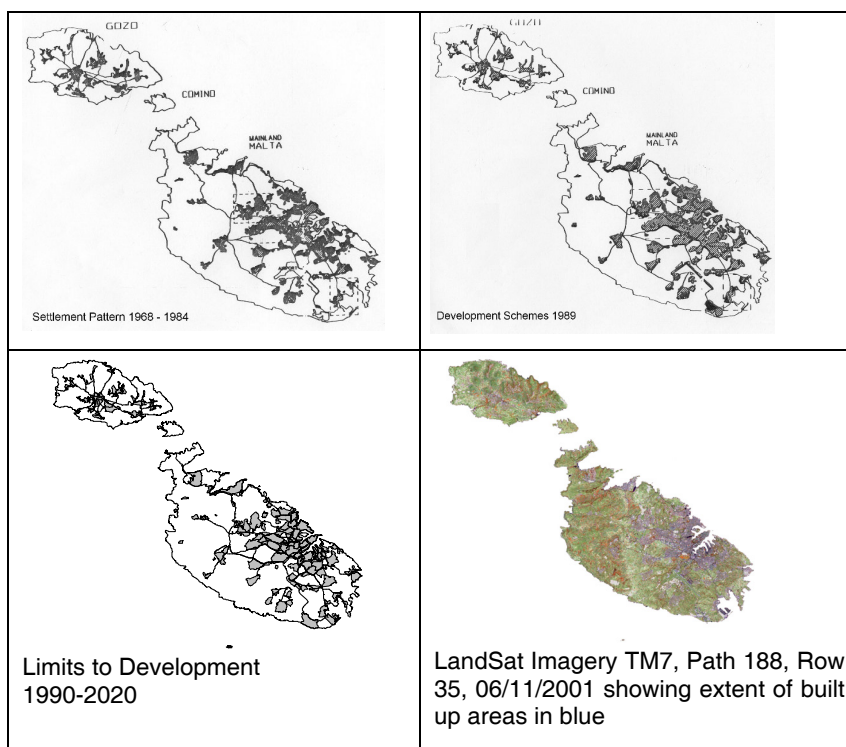 GOZO
COMINO
MAINLAND
MALTA
Settlement Pattern 1968 - 1984
GOZO
COMINO
MAINLAND
MALTA
Development Schemes 1989
Limits to Development
1990-2020
LandSat Imagery TM7, Path 188, Row
35, 06/11/2001 showing extent of built
up areas in blue